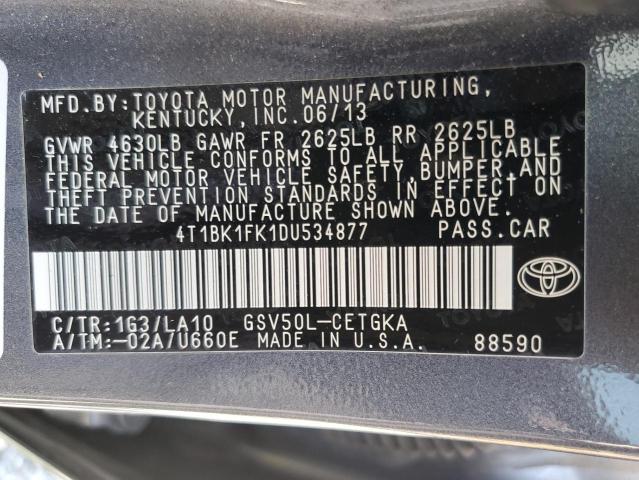 MFD.BY:TOYOTA MOTOR MANUFACTURING,
KENTUCKY,INC.06/13
GVWR 4630LB GAWR FR 2625LB RR 2625LB
THIS VEHICLE CONFORMS TO ALL APPLICABLE
FEDERAL MOTOR VEHICLE SAFETY,BUMPER,AND
THEFT PREVENTION STANDARDS IN EFFECT ON
THE DATE OF MANUFACTURE SHOWN ABOVE.
4T1BK1FK1DU534877 PASS.CAR
C/TR:1G3/LA10 GSV50L-CETGKA
A/TM:-02A/U660E MADE IN U.S.A. 88590